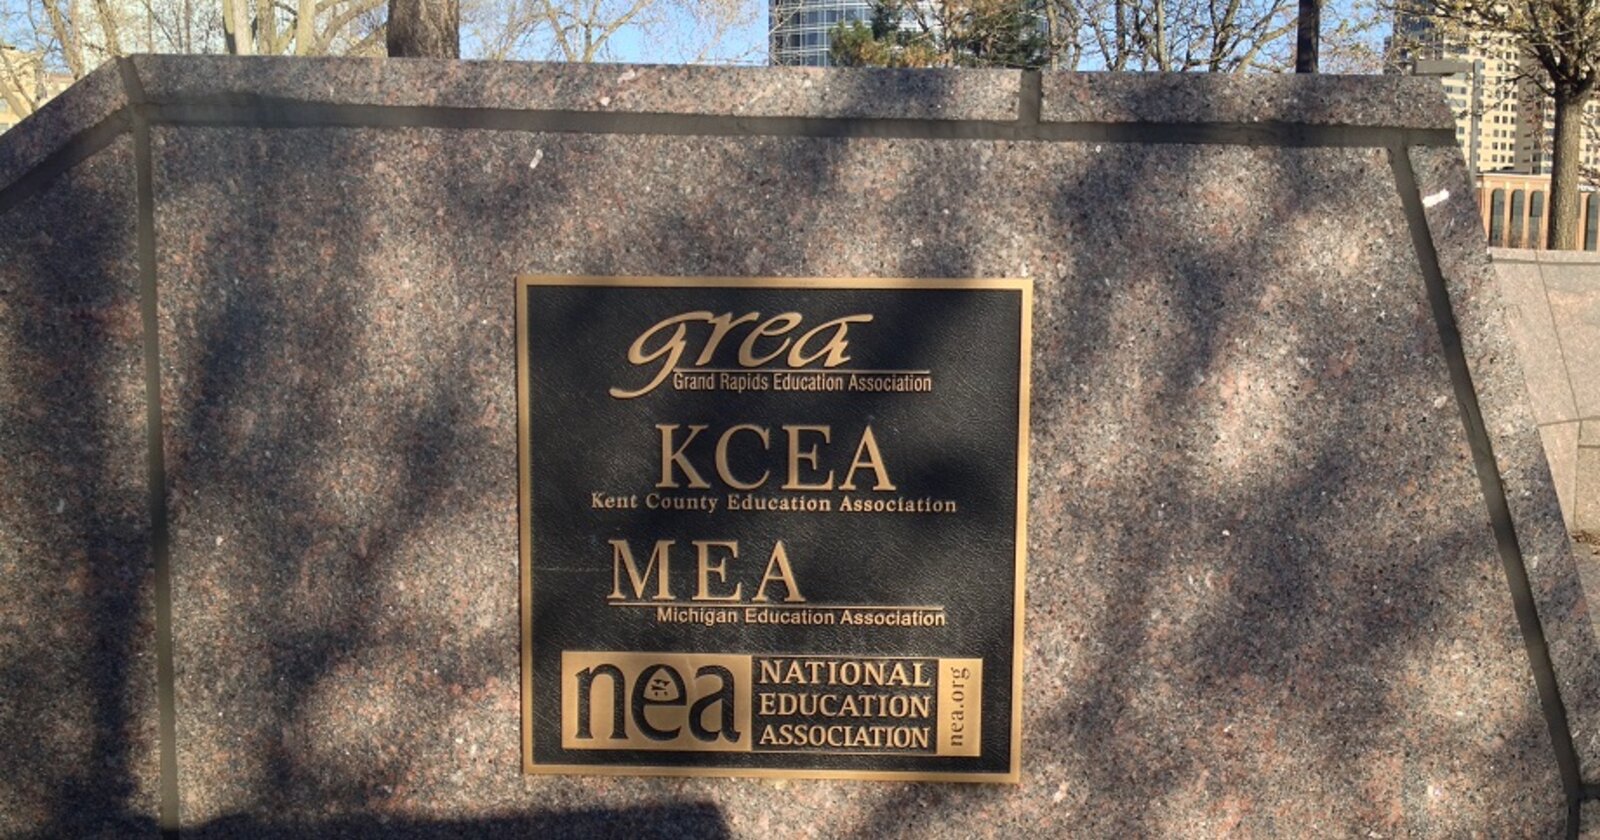 grea
Grand Rapids Education Association
KCEA
Kent County Education Association
MEA
Michigan Education Association
nea
NATIONAL
EDUCATION
ASSOCIATION
nea.org